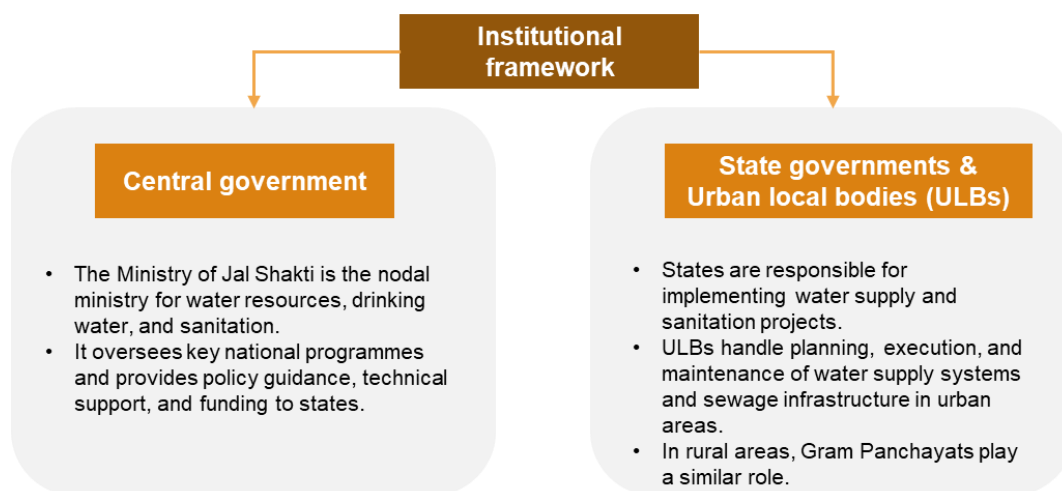 Institutional
framework
Central government
• The Ministry of Jal Shakti is the nodal
ministry for water resources, drinking
water, and sanitation.
• It oversees key national programmes
and provides policy guidance, technical
support, and funding to states.
State governments &
Urban local bodies (ULBs)
• States are responsible for
implementing water supply and
sanitation projects.
• ULBs handle planning, execution, and
maintenance of water supply systems
and sewage infrastructure in urban
areas.
• In rural areas, Gram Panchayats play
a similar role.